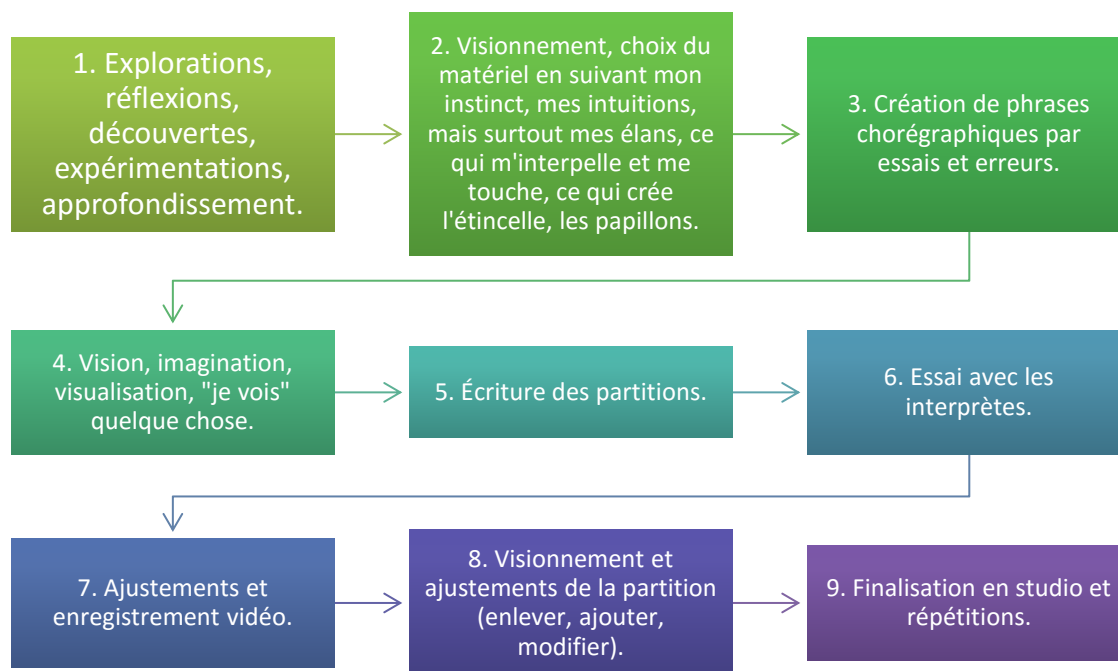 1. Explorations,
réflexions,
découvertes,
expérimentations,
approfondissement.
2. Visionnement, choix du
matériel en suivant mon
instinct, mes intuitions,
mais surtout mes élans, ce
qui m'interpelle et me
touche, ce qui crée
l'étincelle, les papillons.
3. Création de phrases
chorégraphiques par
essais et erreurs.
4. Vision, imagination,
visualisation, "je vois"
quelque chose.
5. Écriture des partitions.
6. Essai avec les
interprètes.
7. Ajustements et
enregistrement vidéo.
8. Visionnement et
ajustements de la partition
(enlever, ajouter,
modifier).
9. Finalisation en studio et
répétitions.